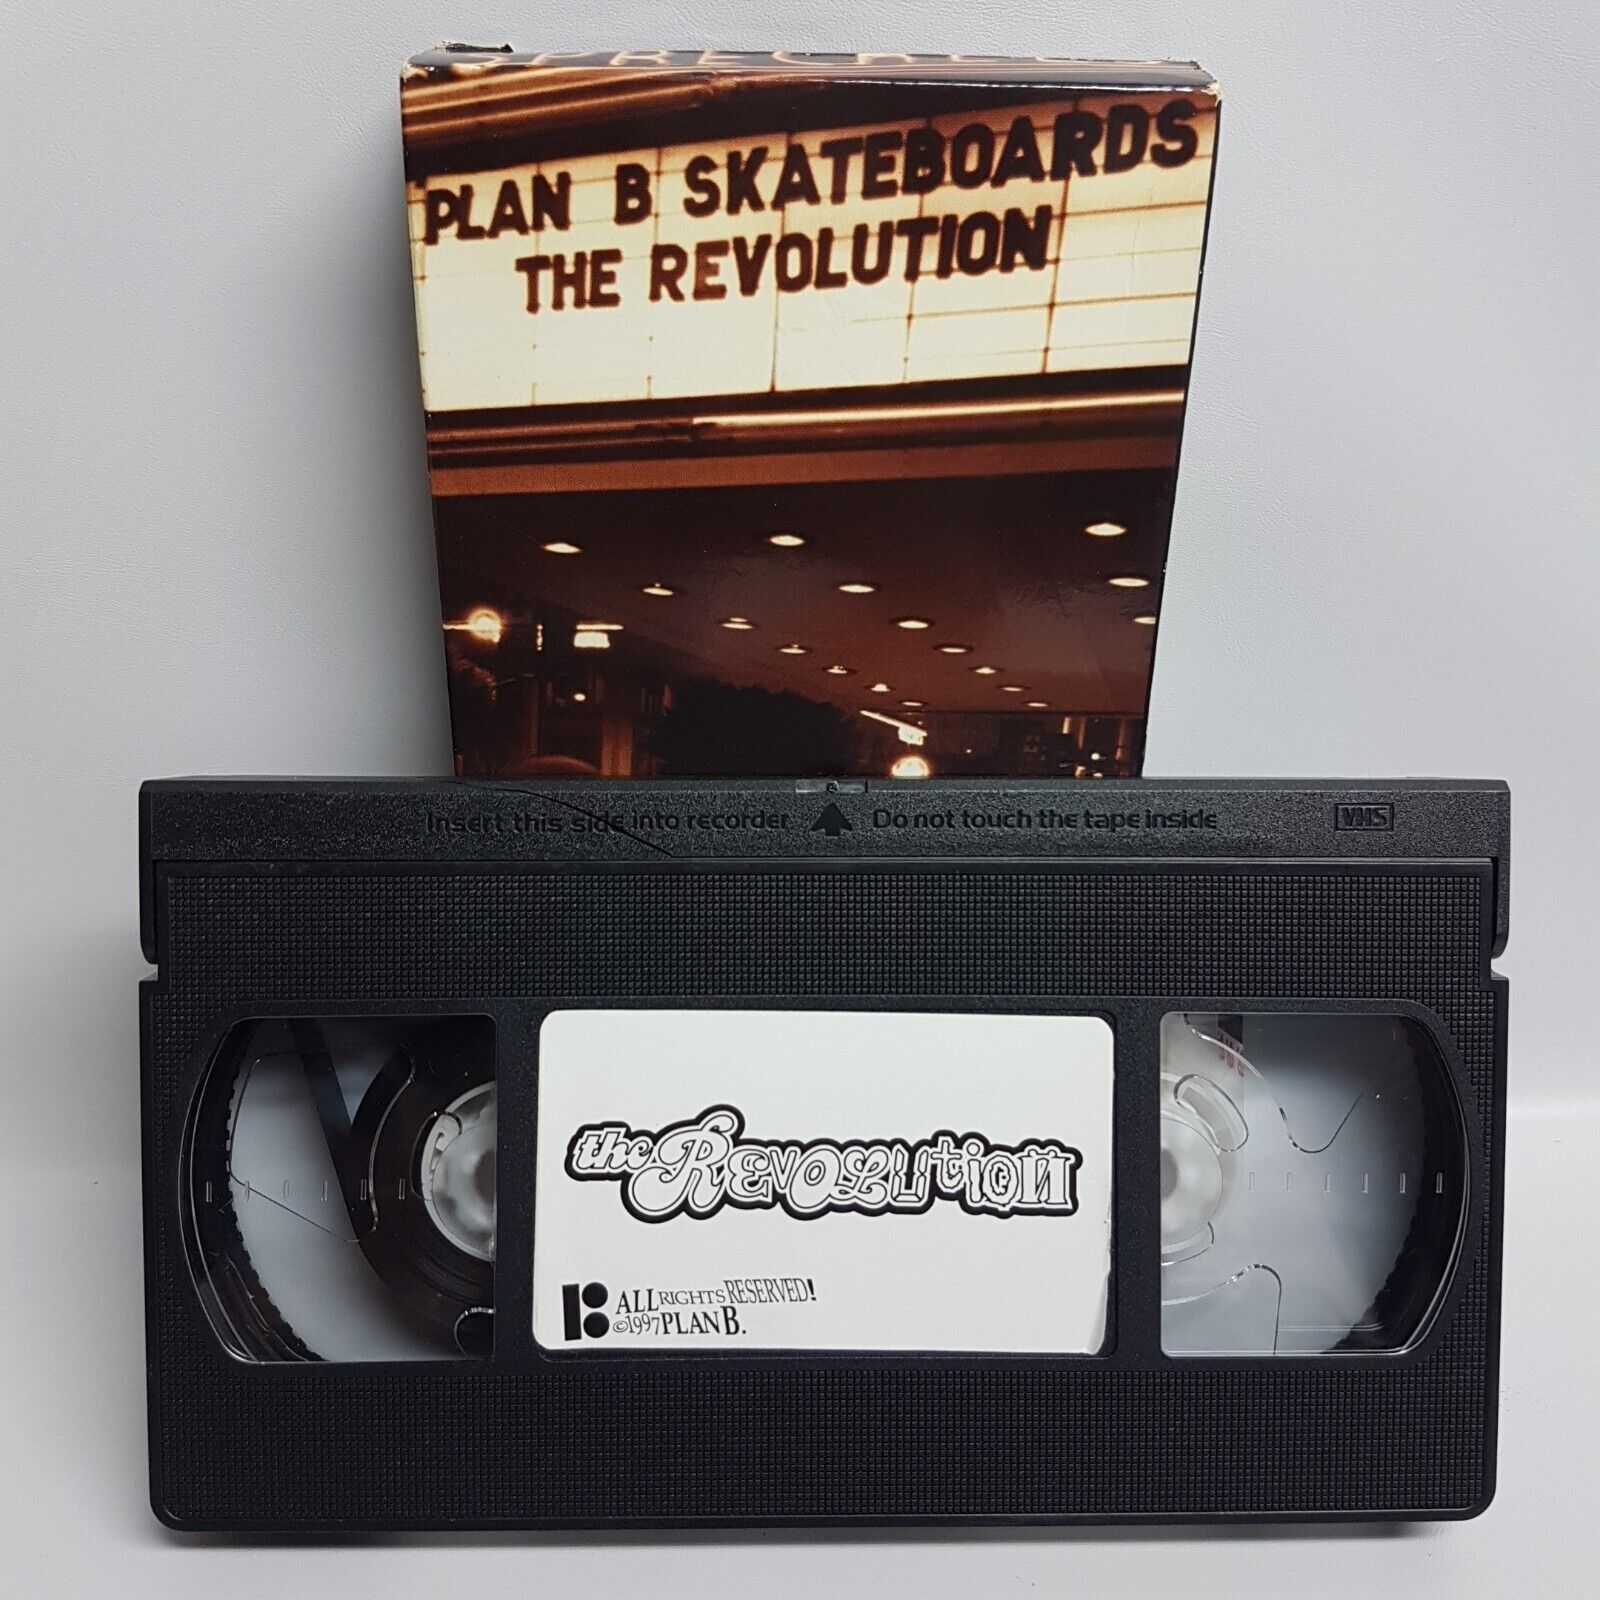 PLAN B SKATEBOARDS
THE REVOLUTION
Insert this side into recorder Do not touch the tape inside VHS
the REVOLUtION
ALL RIGHTS RESERVED!
©1997 PLAN B.